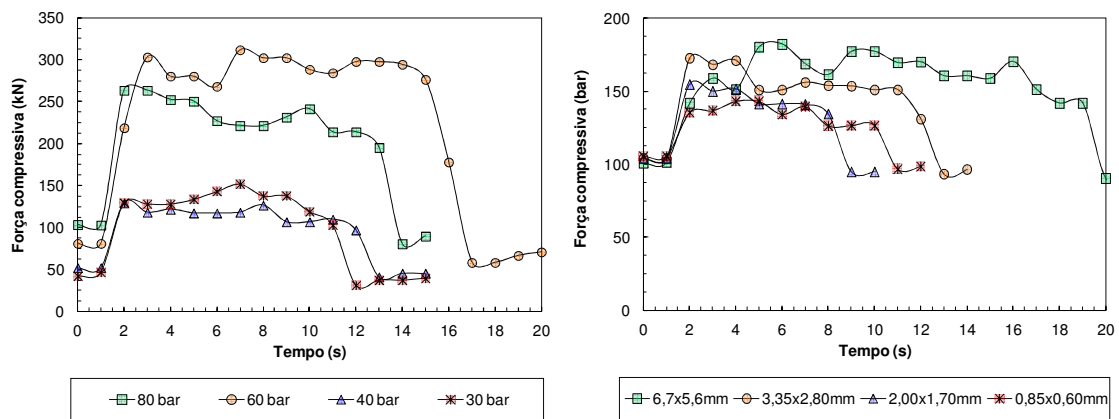 350
300
250
200
150
100
50
0
Força compressiva (kN)
0 2 4 6 8 10 12 14 16 18 20
Tempo (s)
80 bar 60 bar 40 bar 30 bar
200
150
100
50
0
Força compressiva (bar)
0 2 4 6 8 10 12 14 16 18 20
Tempo (s)
6,7x5,6mm 3,35x2,80mm 2,00x1,70mm 0,85x0,60mm